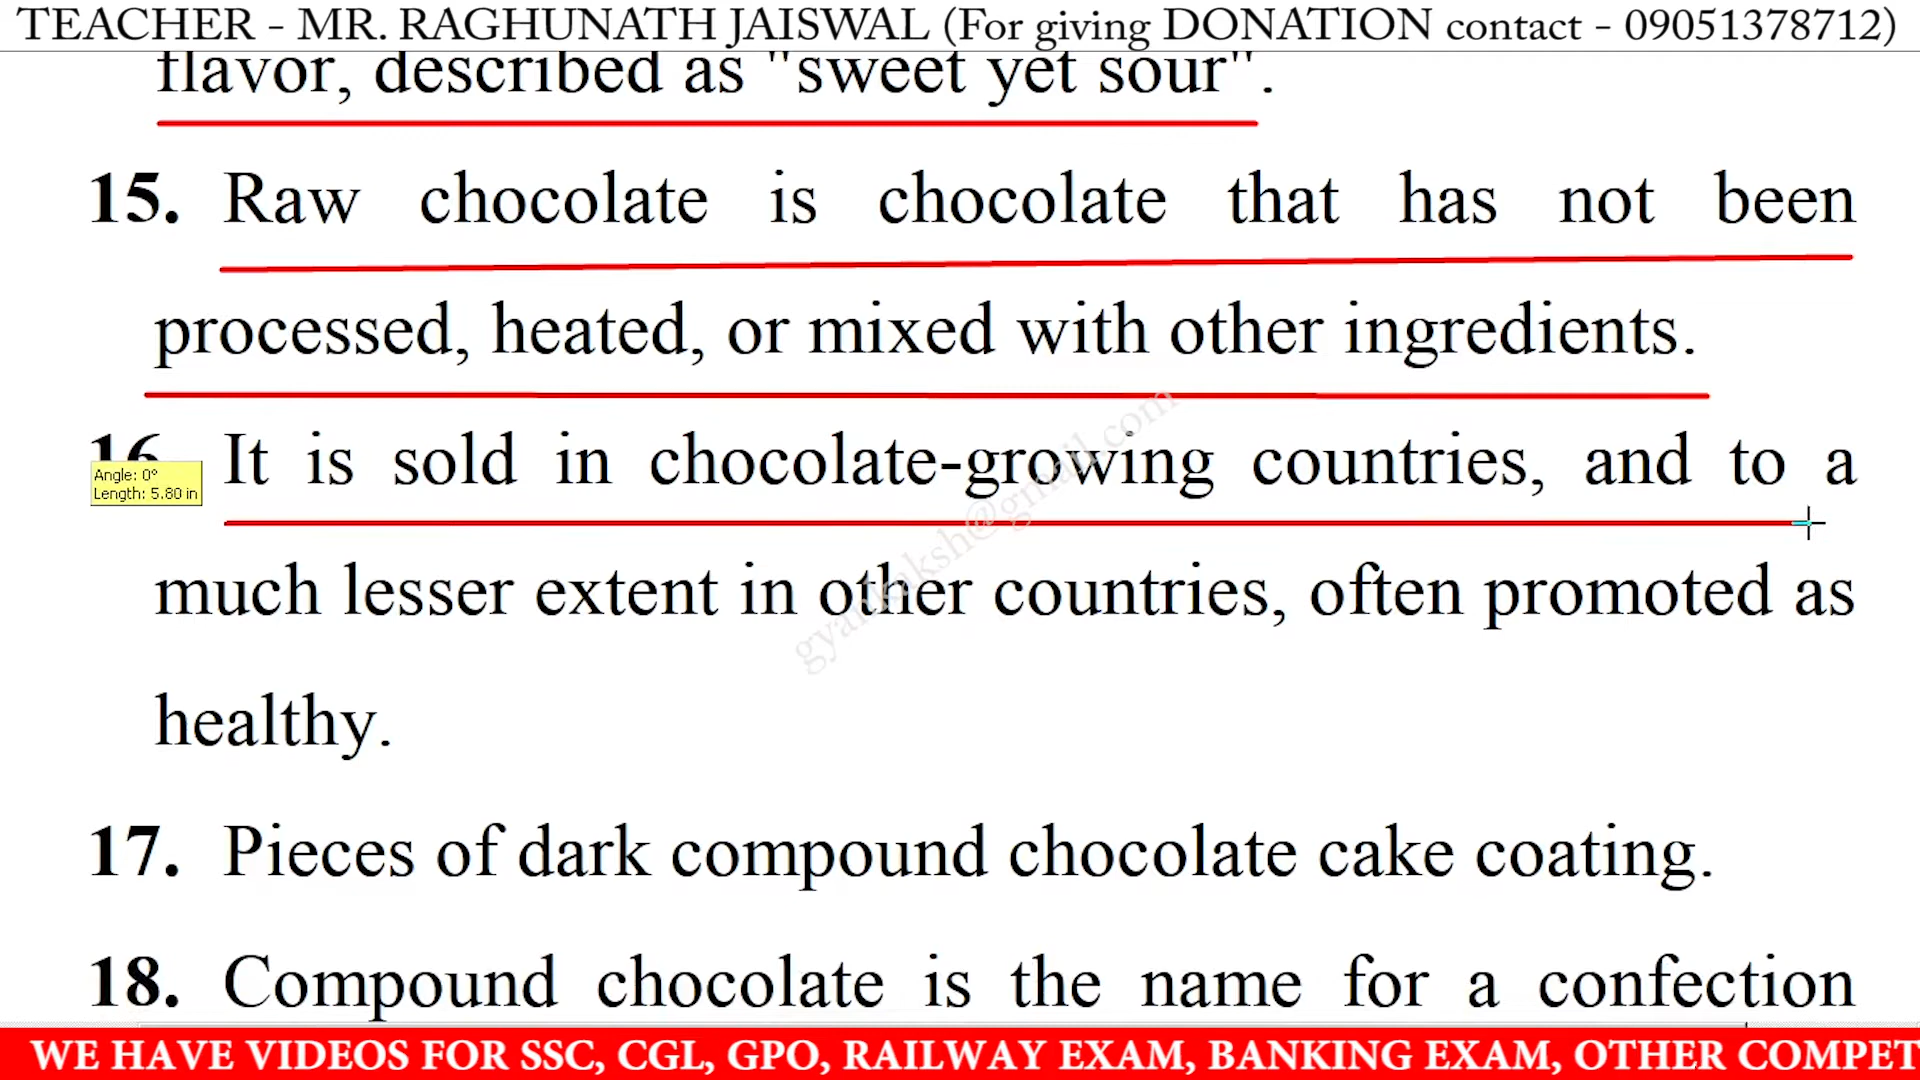 TEACHER - MR. RAGHUNATH JAISWAL (For giving DONATION contact - 09051378712)
flavor, described as "sweet yet sour".
15. Raw chocolate is chocolate that has not been
processed, heated, or mixed with other ingredients.
16. It is sold in chocolate-growing countries, and to a
Angle: 0°
Length: 5.80 in
much lesser extent in other countries, often promoted as
healthy.
gyankaksh@gmail.com
17. Pieces of dark compound chocolate cake coating.
18. Compound chocolate is the name for a confection
WE HAVE VIDEOS FOR SSC, CGL, GPO, RAILWAY EXAM, BANKING EXAM, OTHER COMPET